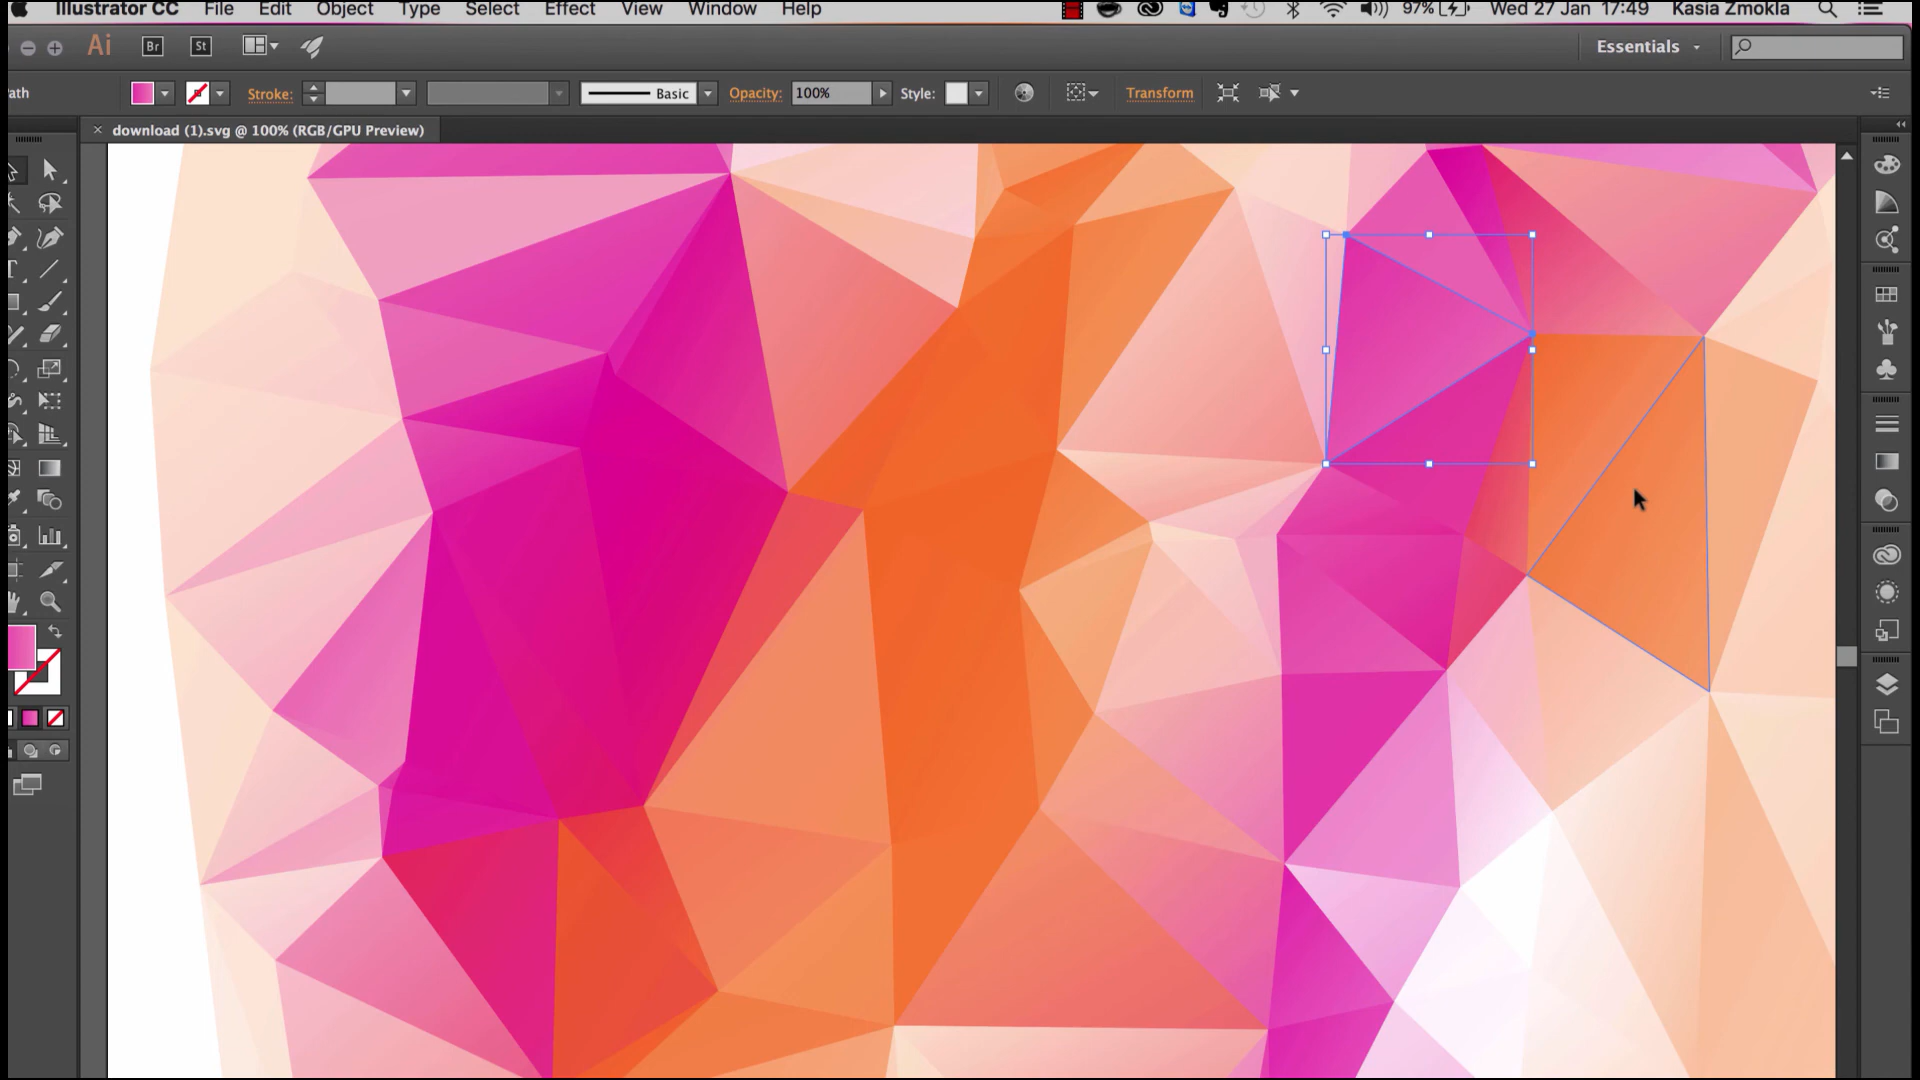 Illustrator CC File Edit Object Type Select Effect View Window Help 97% Wed 27 Jan 17:49 Kasia Zmokla
Ai Br St Essentials
ath Stroke: Basic Opacity: 100% Style: Transform
× download (1).svg @ 100% (RGB/GPU Preview)